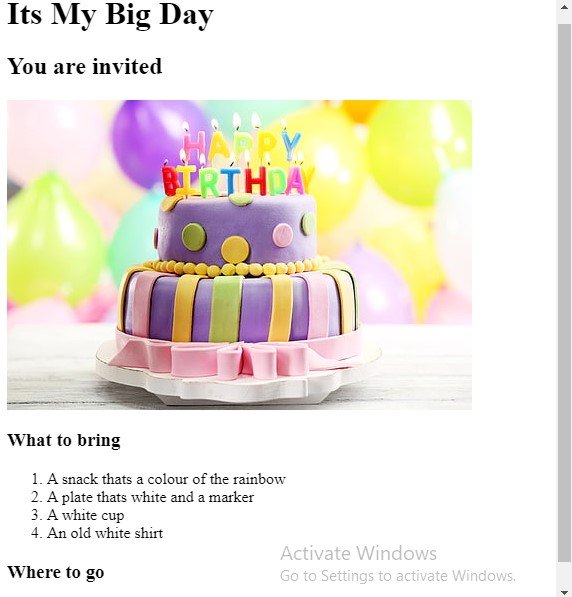 Its My Big Day
You are invited
HAPPY
BIRTHDAY
What to bring
1. A snack thats a colour of the rainbow
2. A plate thats white and a marker
3. A white cup
4. An old white shirt
Where to go
Activate Windows
Go to Settings to activate Windows.